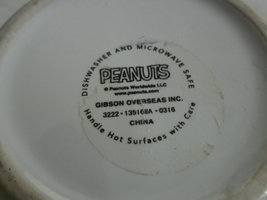 DISHWASHER AND MICROWAVE SAFE
PEANUTS
© Peanuts Worldwide LLC
www.peanuts.com
GIBSON OVERSEAS INC.
3222 · 135168A · 0316
CHINA
Handle Hot Surfaces with Care